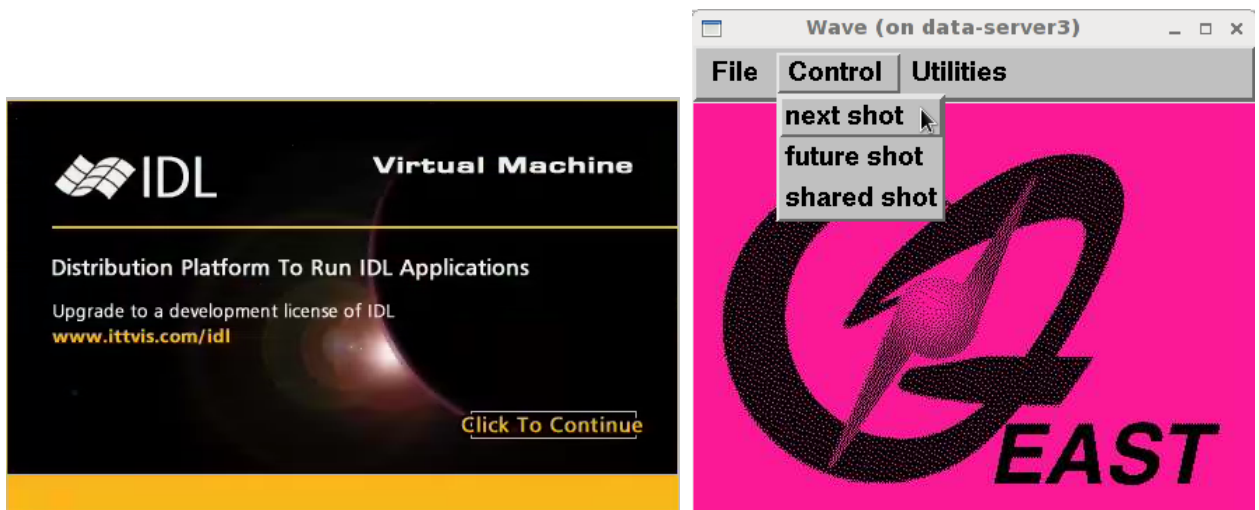 IDL
Virtual Machine
Distribution Platform To Run IDL Applications
Upgrade to a development license of IDL
www.ittvis.com/idl
Click To Continue
Wave (on data-server3)
File Control Utilities
next shot
future shot
shared shot
EAST